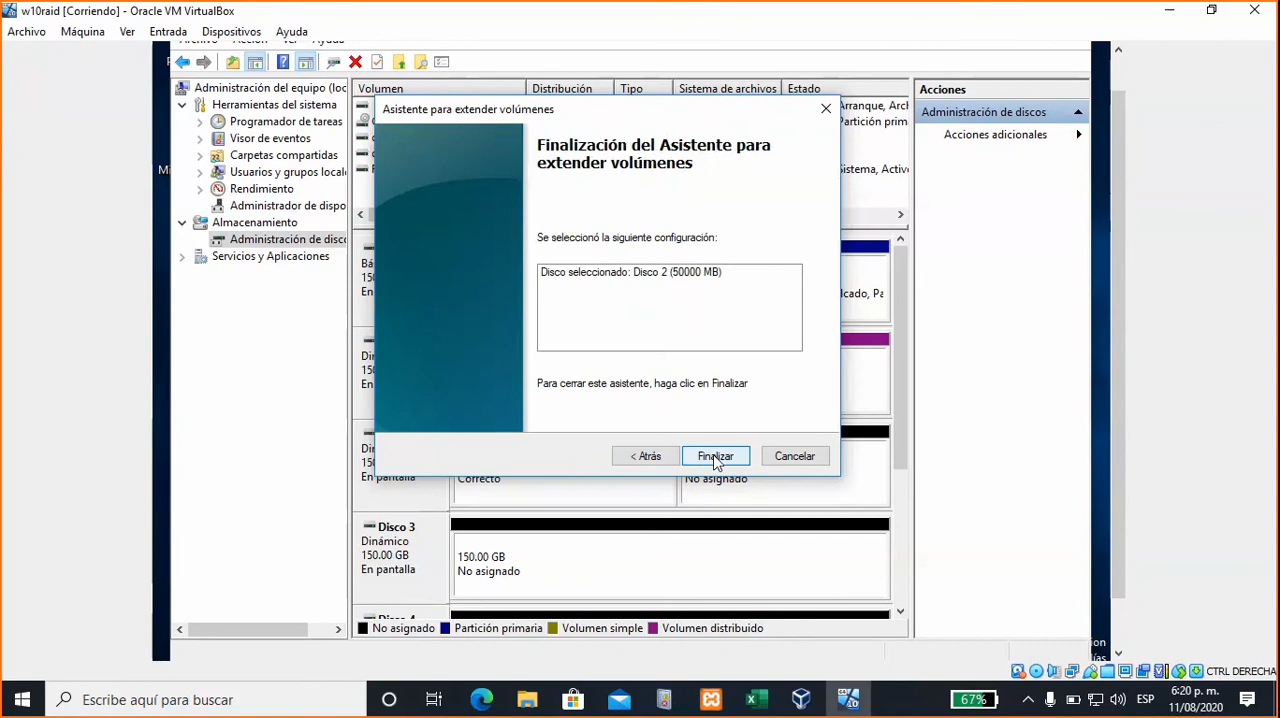 w10raid [Corriendo] - Oracle VM VirtualBox
Archivo Máquina Ver Entrada Dispositivos Ayuda
Administración del equipo (loc
Herramientas del sistema
Programador de tareas
Visor de eventos
Carpetas compartidas
Usuarios y grupos locale
Rendimiento
Administrador de dispo
Almacenamiento
Administración de disco
Servicios y Aplicaciones
Volumen Distribución Tipo Sistema de archivos Estado
Arranque, Arch
Partición prima
Sistema, Activo
Asistente para extender volúmenes
Finalización del Asistente para
extender volúmenes
Se seleccionó la siguiente configuración:
Disco seleccionado: Disco 2 (50000 MB)
Para cerrar este asistente, haga clic en Finalizar
< Atrás Finalizar Cancelar
En pantalla Correcto No asignado
Disco 3
Dinámico
150.00 GB
En pantalla
150.00 GB
No asignado
No asignado Partición primaria Volumen simple Volumen distribuido
Acciones
Administración de discos
Acciones adicionales
CTRL DERECHA
Escribe aquí para buscar
67%
ESP
6:20 p. m.
11/08/2020